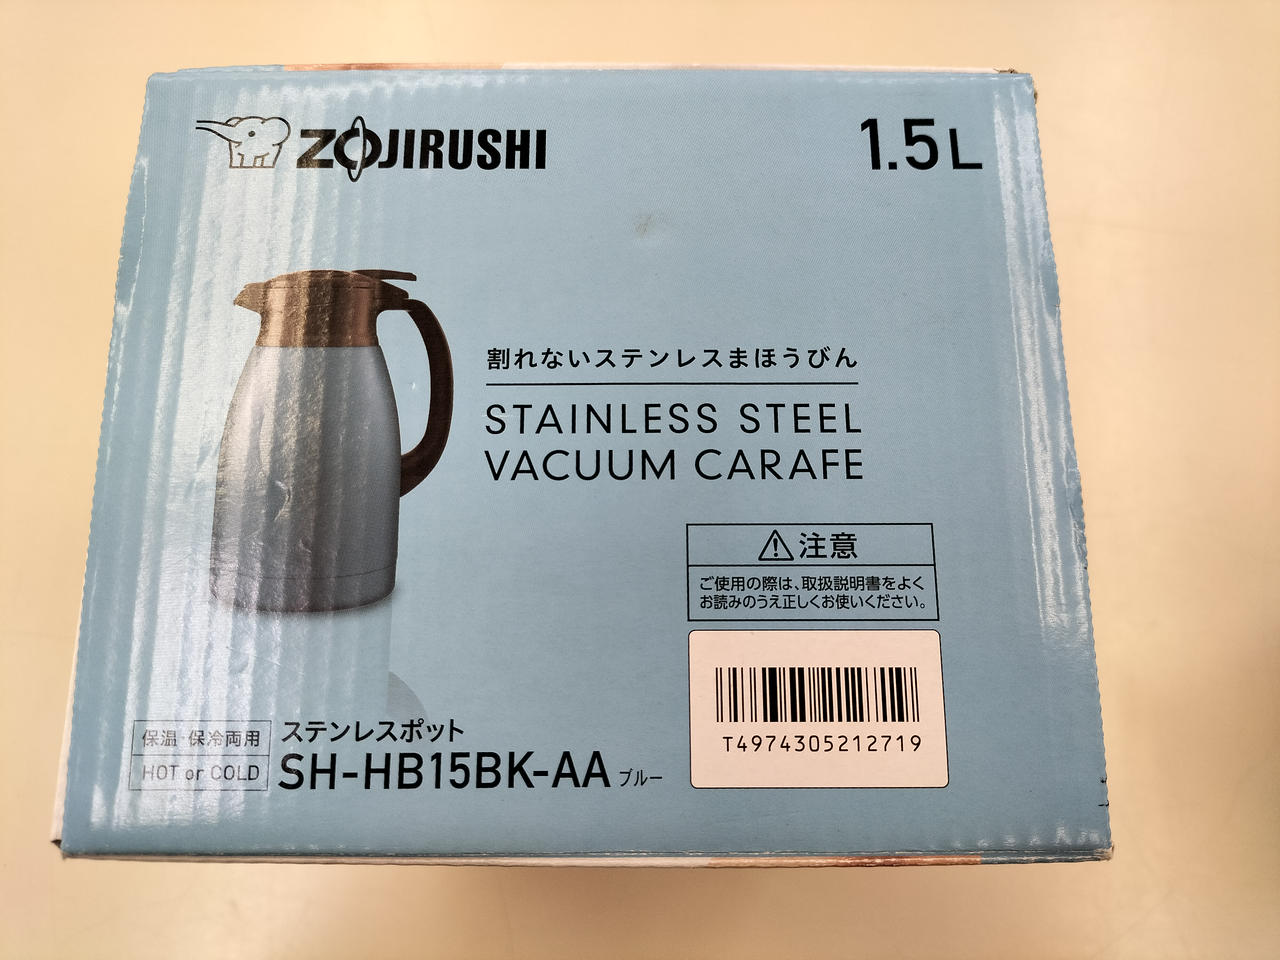 ZOJIRUSHI
1.5L
割れないステンレスまほうびん
STAINLESS STEEL
VACUUM CARAFE
⚠注意
ご使用の際は、取扱説明書をよく
お読みのうえ正しくお使いください。
T4974305212719
保温・保冷両用
HOT or COLD
ステンレスポット
SH-HB15BK-AA ブルー